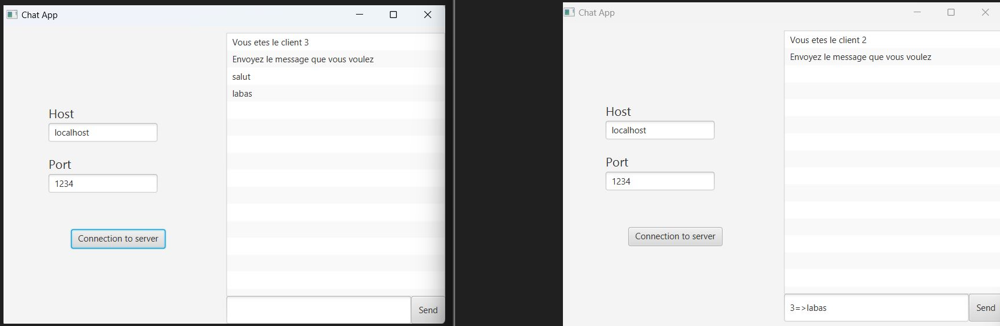 Chat App
Vous etes le client 3
Envoyez le message que vous voulez
salut
labas
Host
localhost
Port
1234
Connection to server
Send
Chat App
Vous etes le client 2
Envoyez le message que vous voulez
Host
localhost
Port
1234
Connection to server
3=>labas
Send